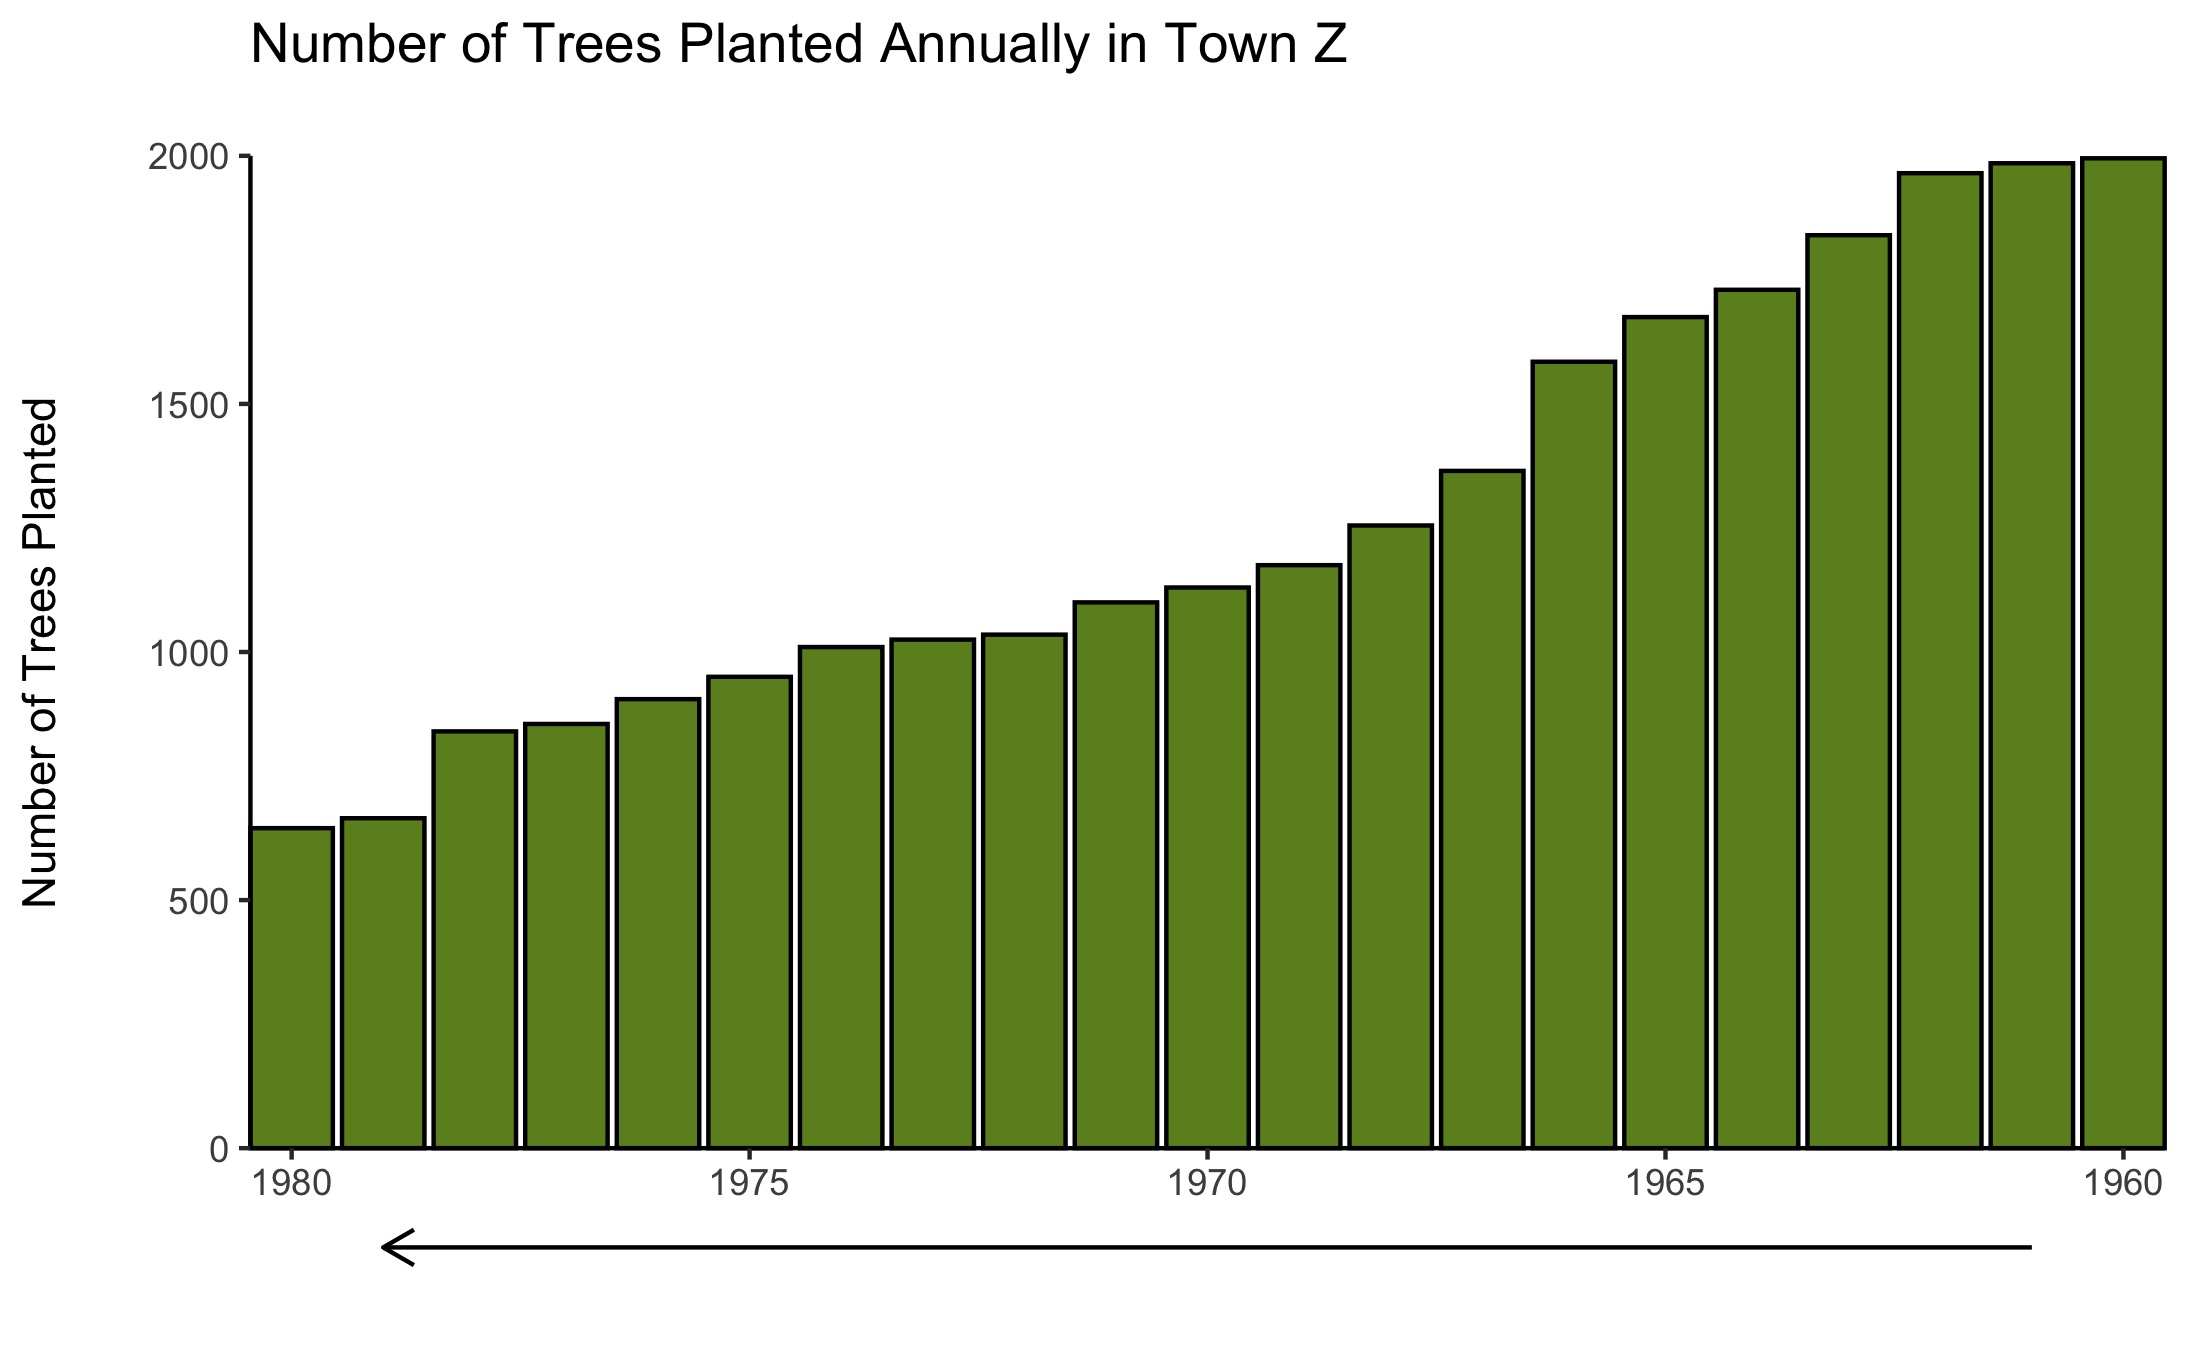 Number of Trees Planted Annually in Town Z
Number of Trees Planted
2000
1500
1000
500
0
1980 1975 1970 1965 1960